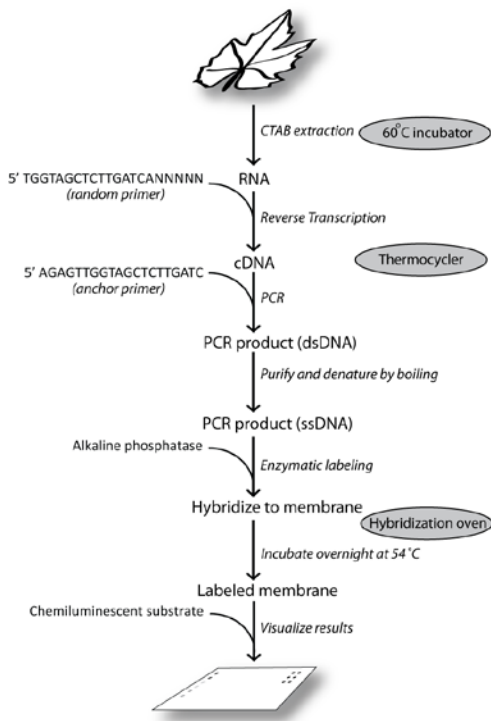 CTAB extraction
60°C incubator
RNA
5' TGGTAGCTCTTGATCANNNNN
(random primer)
Reverse Transcription
cDNA
Thermocycler
5' AGAGTTGGTAGCTCTTGATC
(anchor primer)
PCR
PCR product (dsDNA)
Purify and denature by boiling
PCR product (ssDNA)
Alkaline phosphatase
Enzymatic labeling
Hybridize to membrane
Hybridization oven
Incubate overnight at 54˚C
Labeled membrane
Chemiluminescent substrate
Visualize results